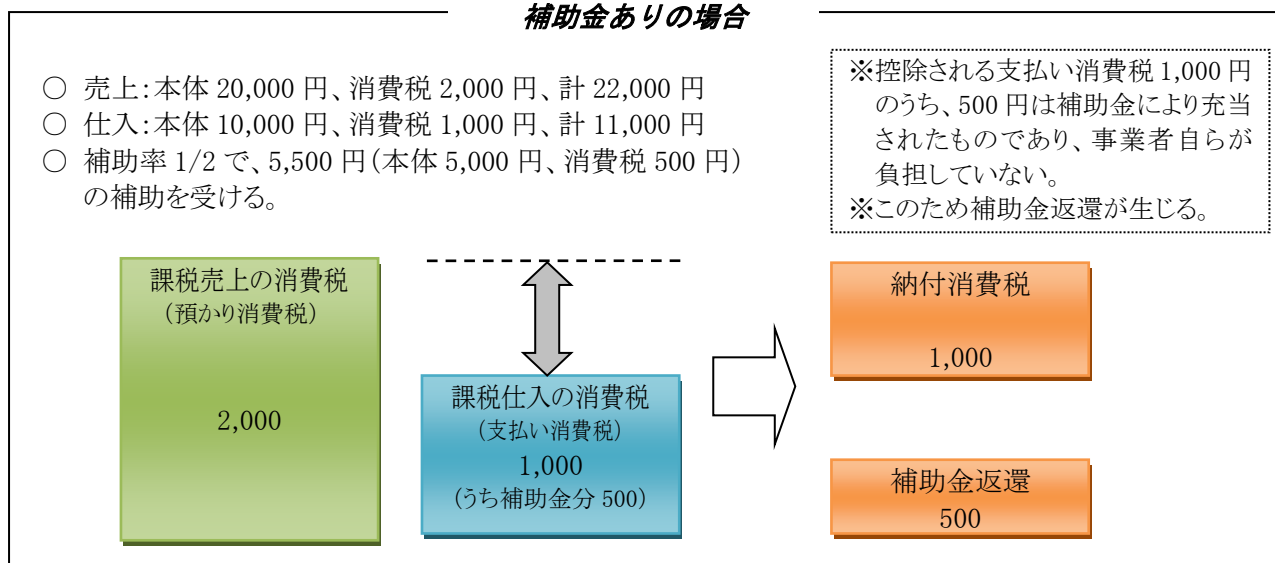 補助金ありの場合
○ 売上:本体 20,000 円、消費税 2,000 円、計 22,000 円
○ 仕入:本体 10,000 円、消費税 1,000 円、計 11,000 円
○ 補助率 1/2 で、5,500 円(本体 5,000 円、消費税 500 円)
の補助を受ける。
※控除される支払い消費税 1,000 円
のうち、500 円は補助金により充当
されたものであり、事業者自らが
負担していない。
※このため補助金返還が生じる。
課税売上の消費税
(預かり消費税)
2,000
課税仕入の消費税
(支払い消費税)
1,000
(うち補助金分 500)
納付消費税
1,000
補助金返還
500